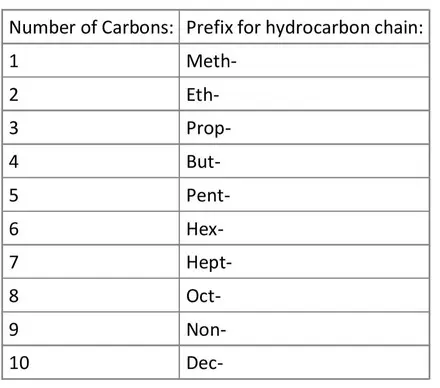 Number of Carbons: Prefix for hydrocarbon chain:
1 Meth-
2 Eth-
3 Prop-
4 But-
5 Pent-
6 Hex-
7 Hept-
8 Oct-
9 Non-
10 Dec-